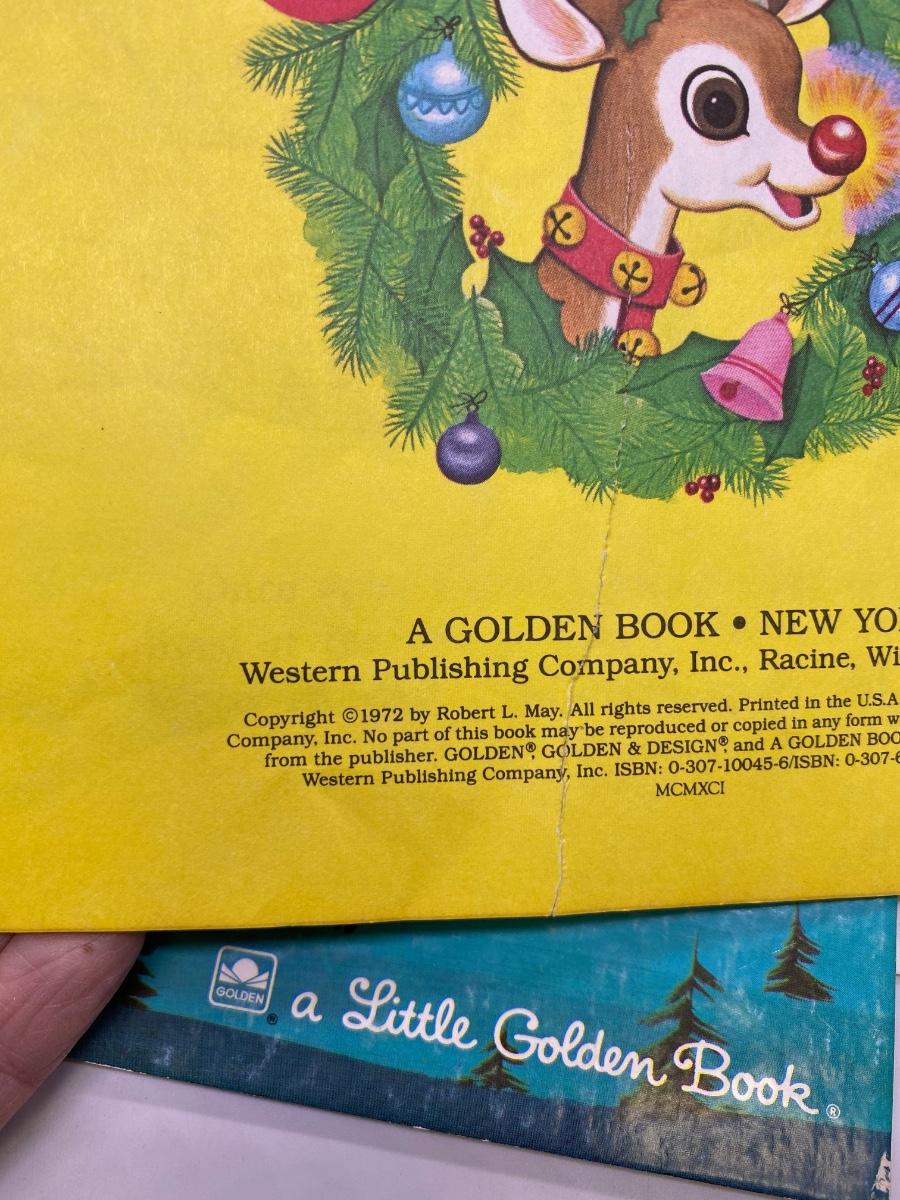 A GOLDEN BOOK • NEW YO
Western Publishing Company, Inc., Racine, Wi
Copyright ©1972 by Robert L. May. All rights reserved. Printed in the U.S.A
Company, Inc. No part of this book may be reproduced or copied in any form w
from the publisher. GOLDEN®, GOLDEN & DESIGN®, and A GOLDEN BOO
Western Publishing Company, Inc. ISBN: 0-307-10045-6/ISBN: 0-307-6
MCMXCI
GOLDEN ®
a Little Golden Book ®